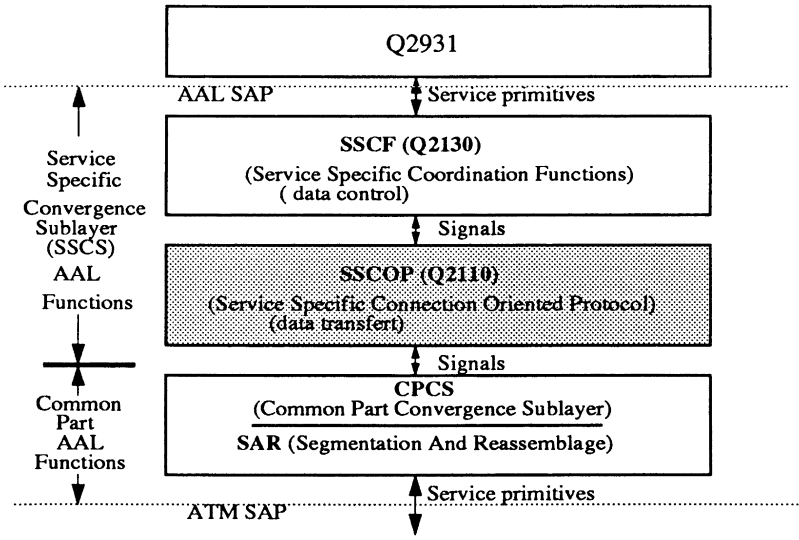 Q2931
AAL SAP
Service primitives
SSCF (Q2130)
(Service Specific Coordination Functions)
( data control)
Signals
SSCOP (Q2110)
(Service Specific Connection Oriented Protocol)
(data transfert)
Signals
CPCS
(Common Part Convergence Sublayer)
SAR (Segmentation And Reassemblage)
Service primitives
ATM SAP
Service
Specific
Convergence
Sublayer
(SSCS)
AAL
Functions
Common
Part
AAL
Functions